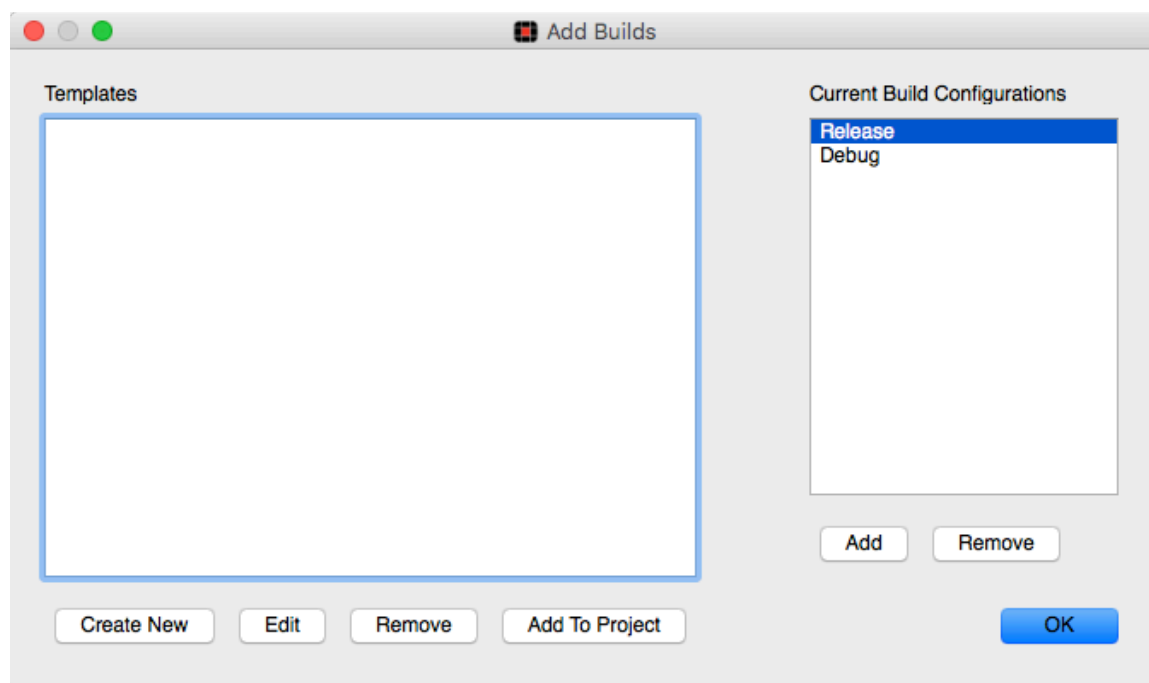 Add Builds
Templates
Current Build Configurations
Release
Debug
Add Remove
Create New Edit Remove Add To Project OK